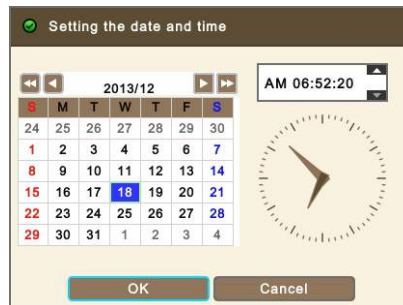 Setting the date and time
2013/12
AM 06:52:20
S M T W T F S
24 25 26 27 28 29 30
1 2 3 4 5 6 7
8 9 10 11 12 13 14
15 16 17 18 19 20 21
22 23 24 25 26 27 28
29 30 31 1 2 3 4
OK Cancel